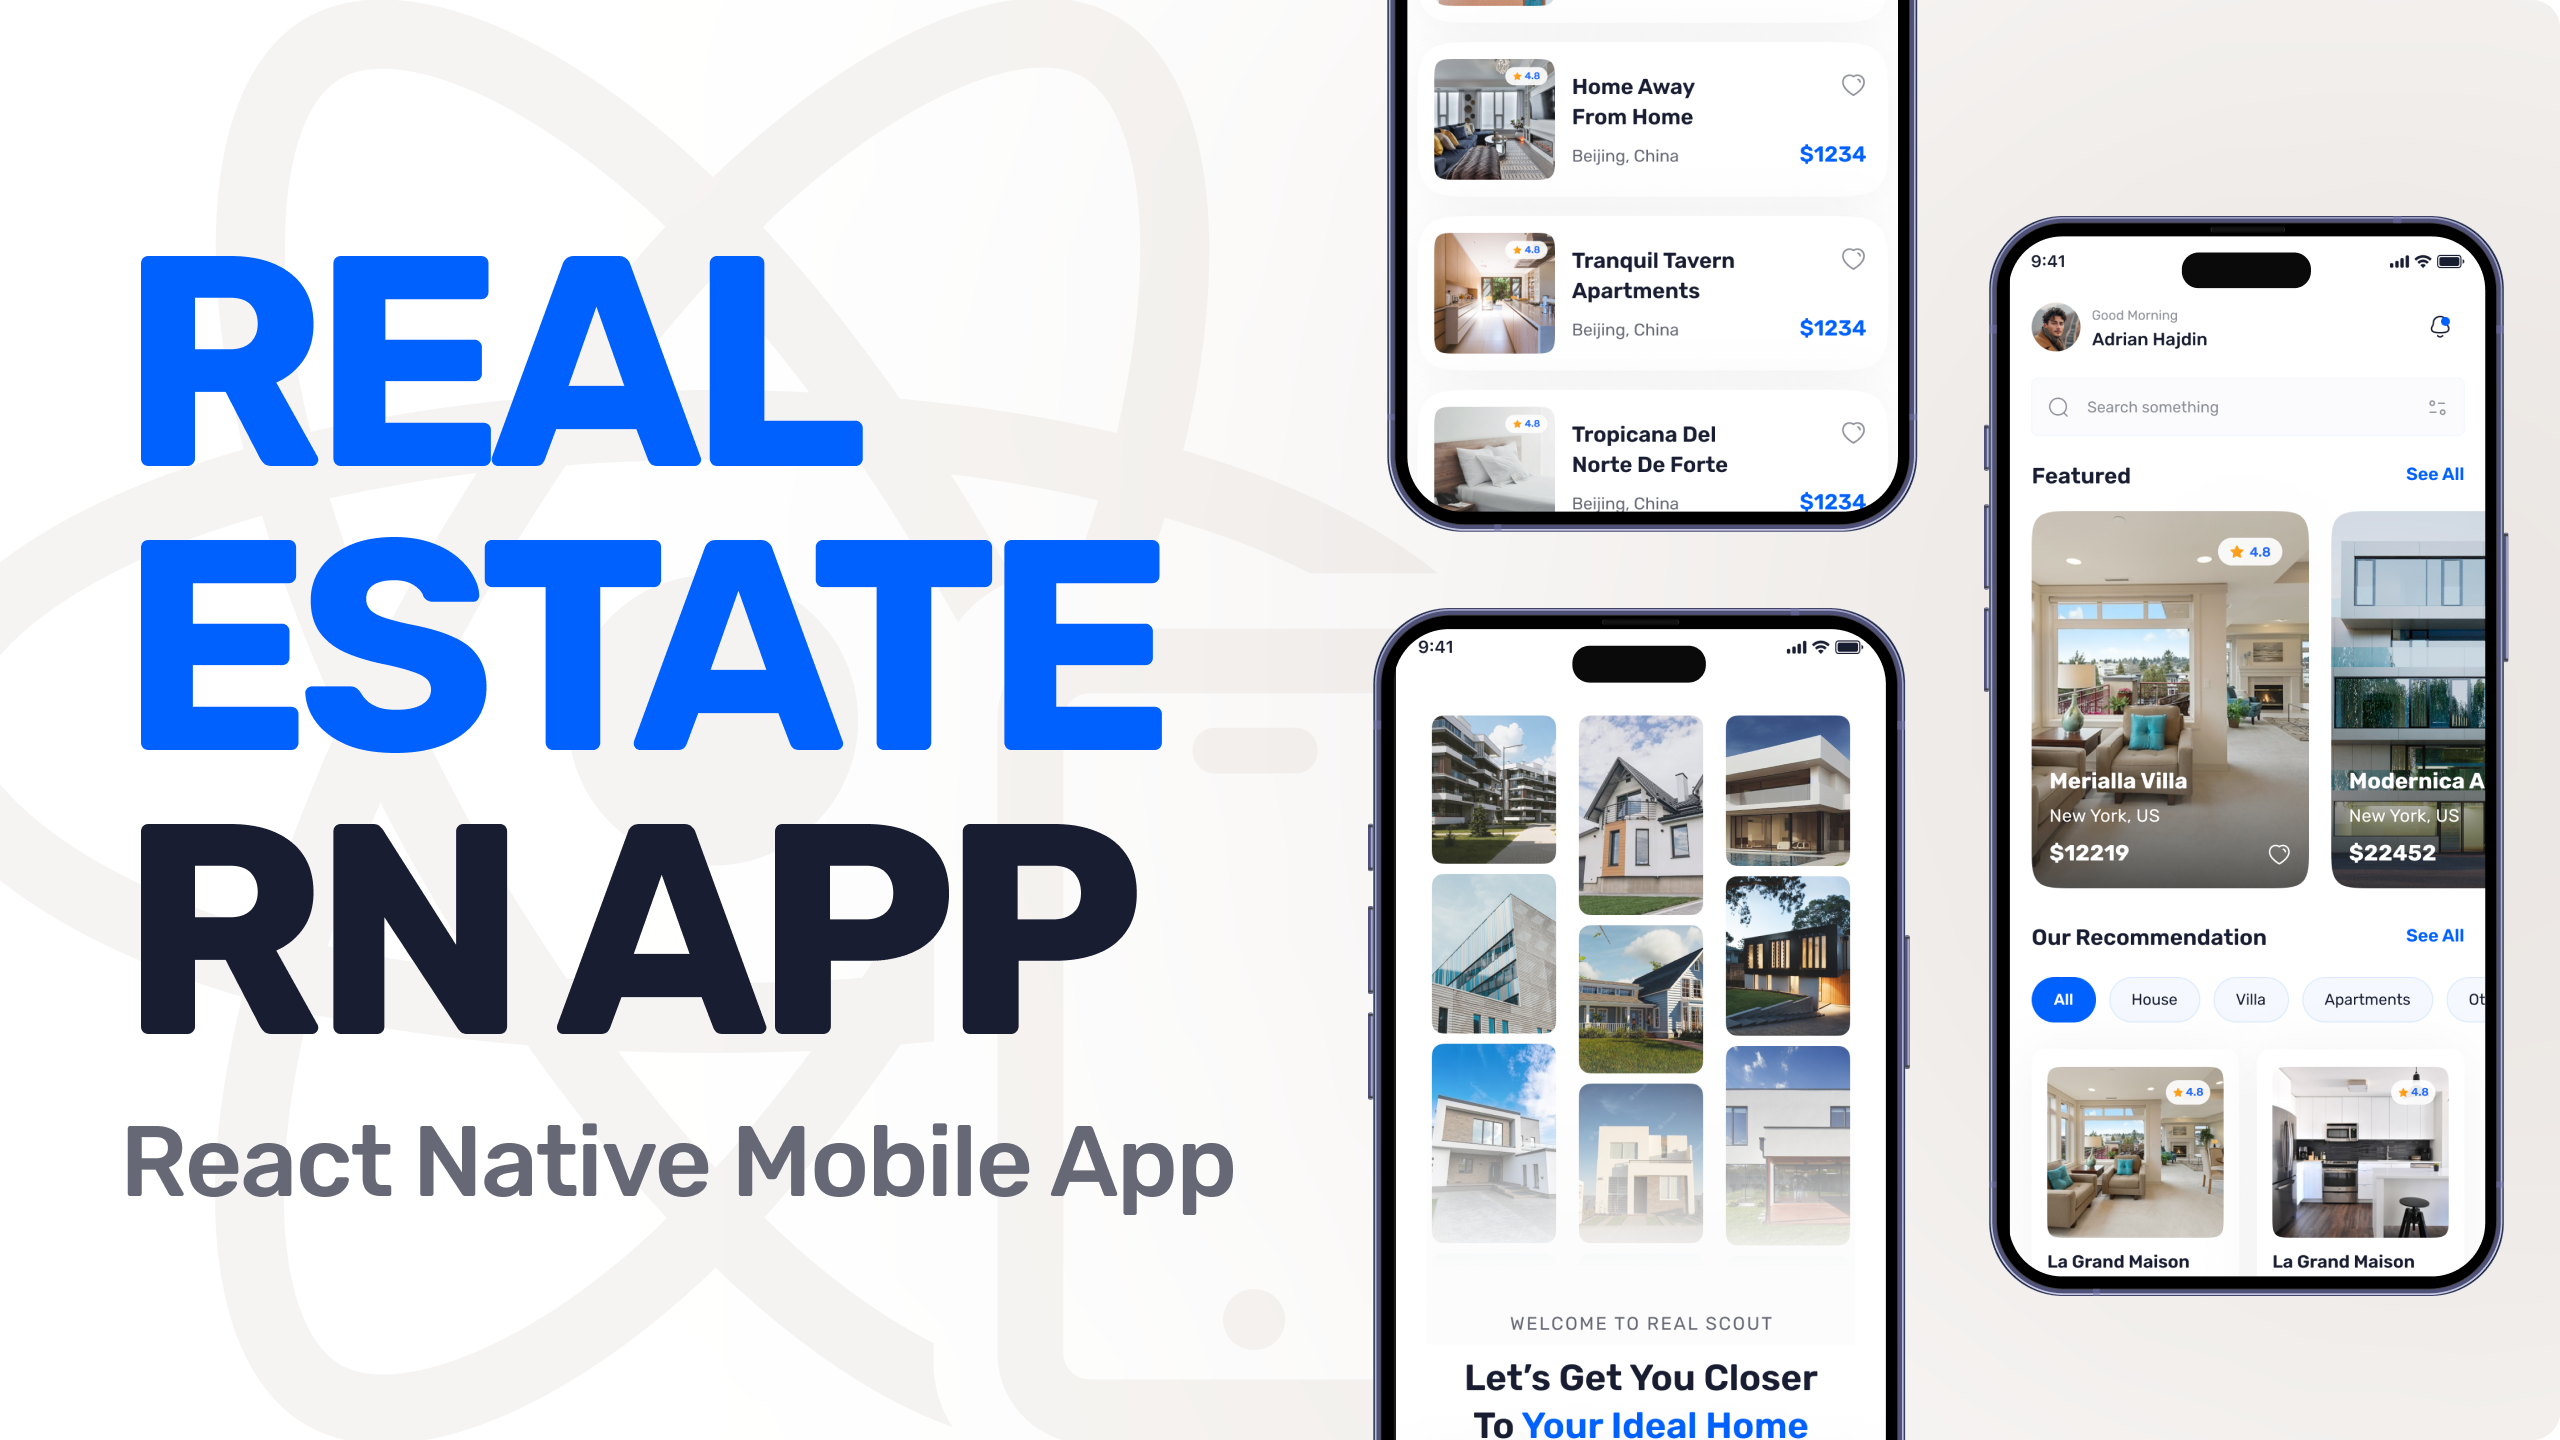 REAL
ESTATE
RN APP
React Native Mobile App
4.8
Home Away
From Home
Beijing, China
$1234
4.8
Tranquil Tavern
Apartments
Beijing, China
$1234
4.8
Tropicana Del
Norte De Forte
Beijing, China
$1234
9:41
WELCOME TO REAL SCOUT
Let's Get You Closer
To Your Ideal Home
9:41
Good Morning
Adrian Hajdin
Search something
Featured
See All
4.8
Merialla Villa
New York, US
$12219
Modernica A
New York, US
$22452
Our Recommendation
See All
All
House
Villa
Apartments
Ot
4.8
La Grand Maison
4.8
La Grand Maison